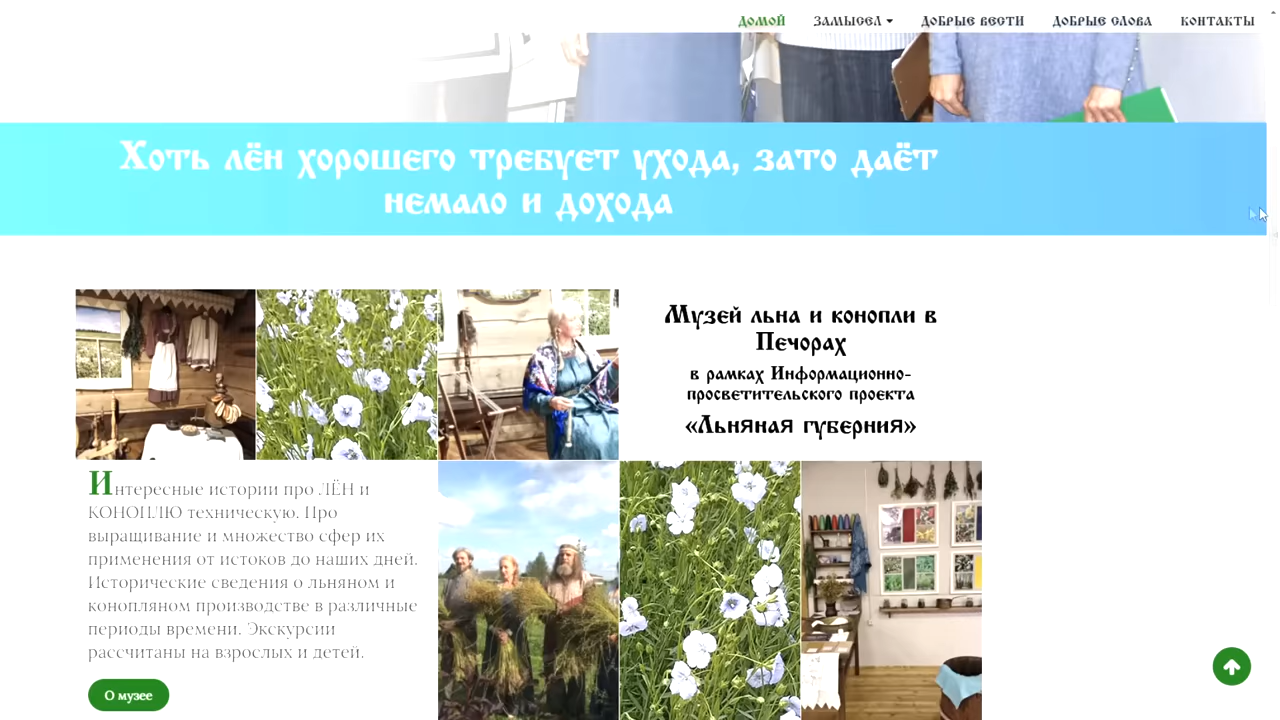 ДОМОЙ ЗАМЫСЕЛ ДОБРЫЕ ВЕСТИ ДОБРЫЕ СЛОВА КОНТАКТЫ
Хоть лён хорошего требует ухода, зато даёт
немало и дохода
Музей льна и конопли в
Печорах
в рамках Информационно-
просветительского проекта
«Льняная губерния»
Интересные истории про ЛЁН и
КОНОПЛЮ техническую. Про
выращивание и множество сфер их
применения от истоков до наших дней.
Исторические сведения о льняном и
конопляном производстве в различные
периоды времени. Экскурсии
рассчитаны на взрослых и детей.
О музее